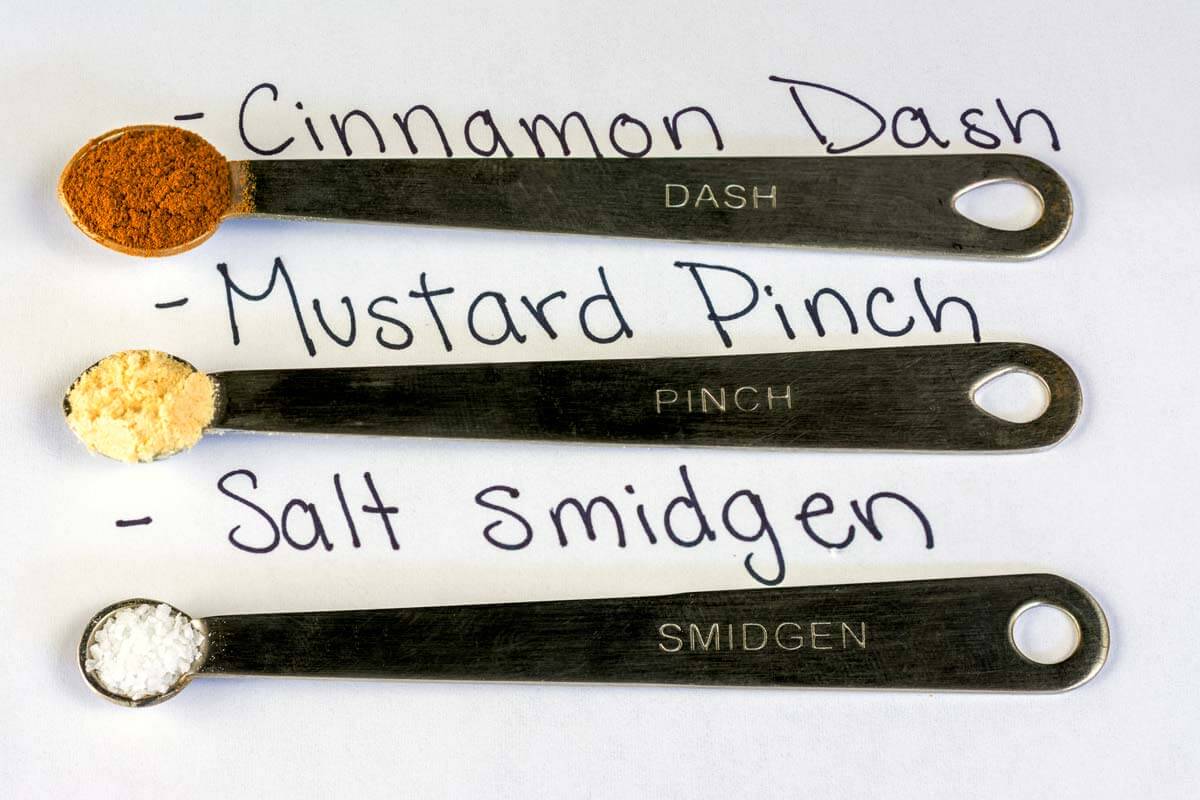 - Cinnamon Dash
DASH
- Mustard Pinch
PINCH
- Salt Smidgen
SMIDGEN